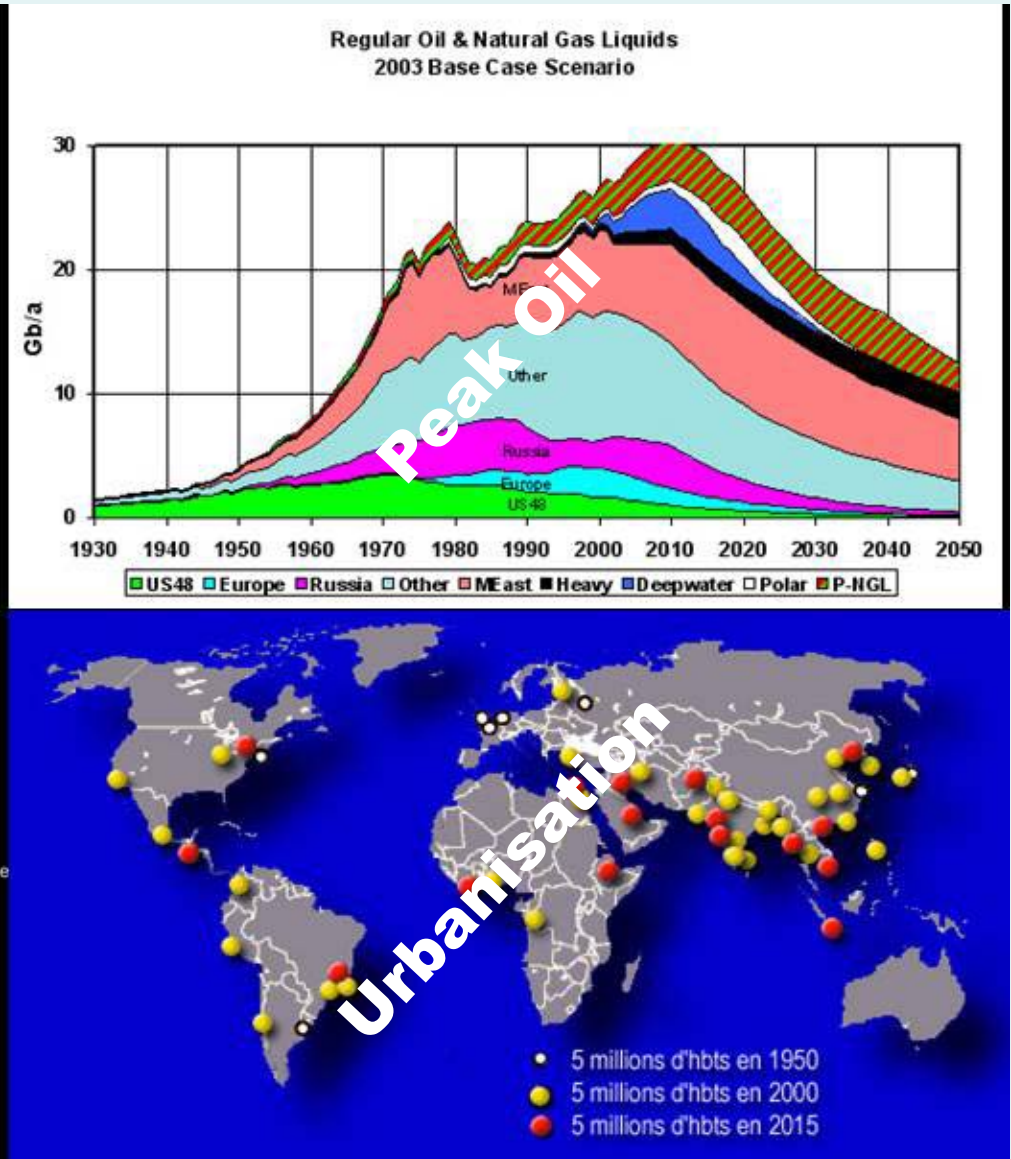 Regular Oil & Natural Gas Liquids
2003 Base Case Scenario
30
20
10
0
Gb/a
MEast
Other
Russia
Europe
US48
Peak Oil
1930 1940 1950 1960 1970 1980 1990 2000 2010 2020 2030 2040 2050
US48 Europe Russia Other MEast Heavy Deepwater Polar P-NGL
e
Urbanisation
5 millions d'hbts en 1950
5 millions d'hbts en 2000
5 millions d'hbts en 2015